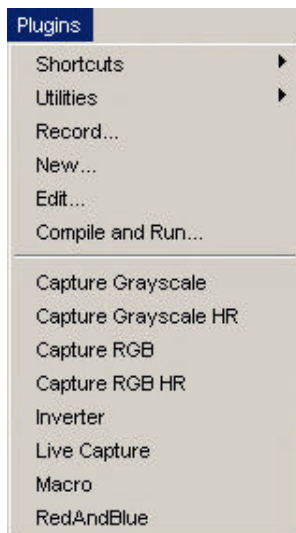 Plugins
Shortcuts
Utilities
Record...
New...
Edit...
Compile and Run...
Capture Grayscale
Capture Grayscale HR
Capture RGB
Capture RGB HR
Inverter
Live Capture
Macro
RedAndBlue